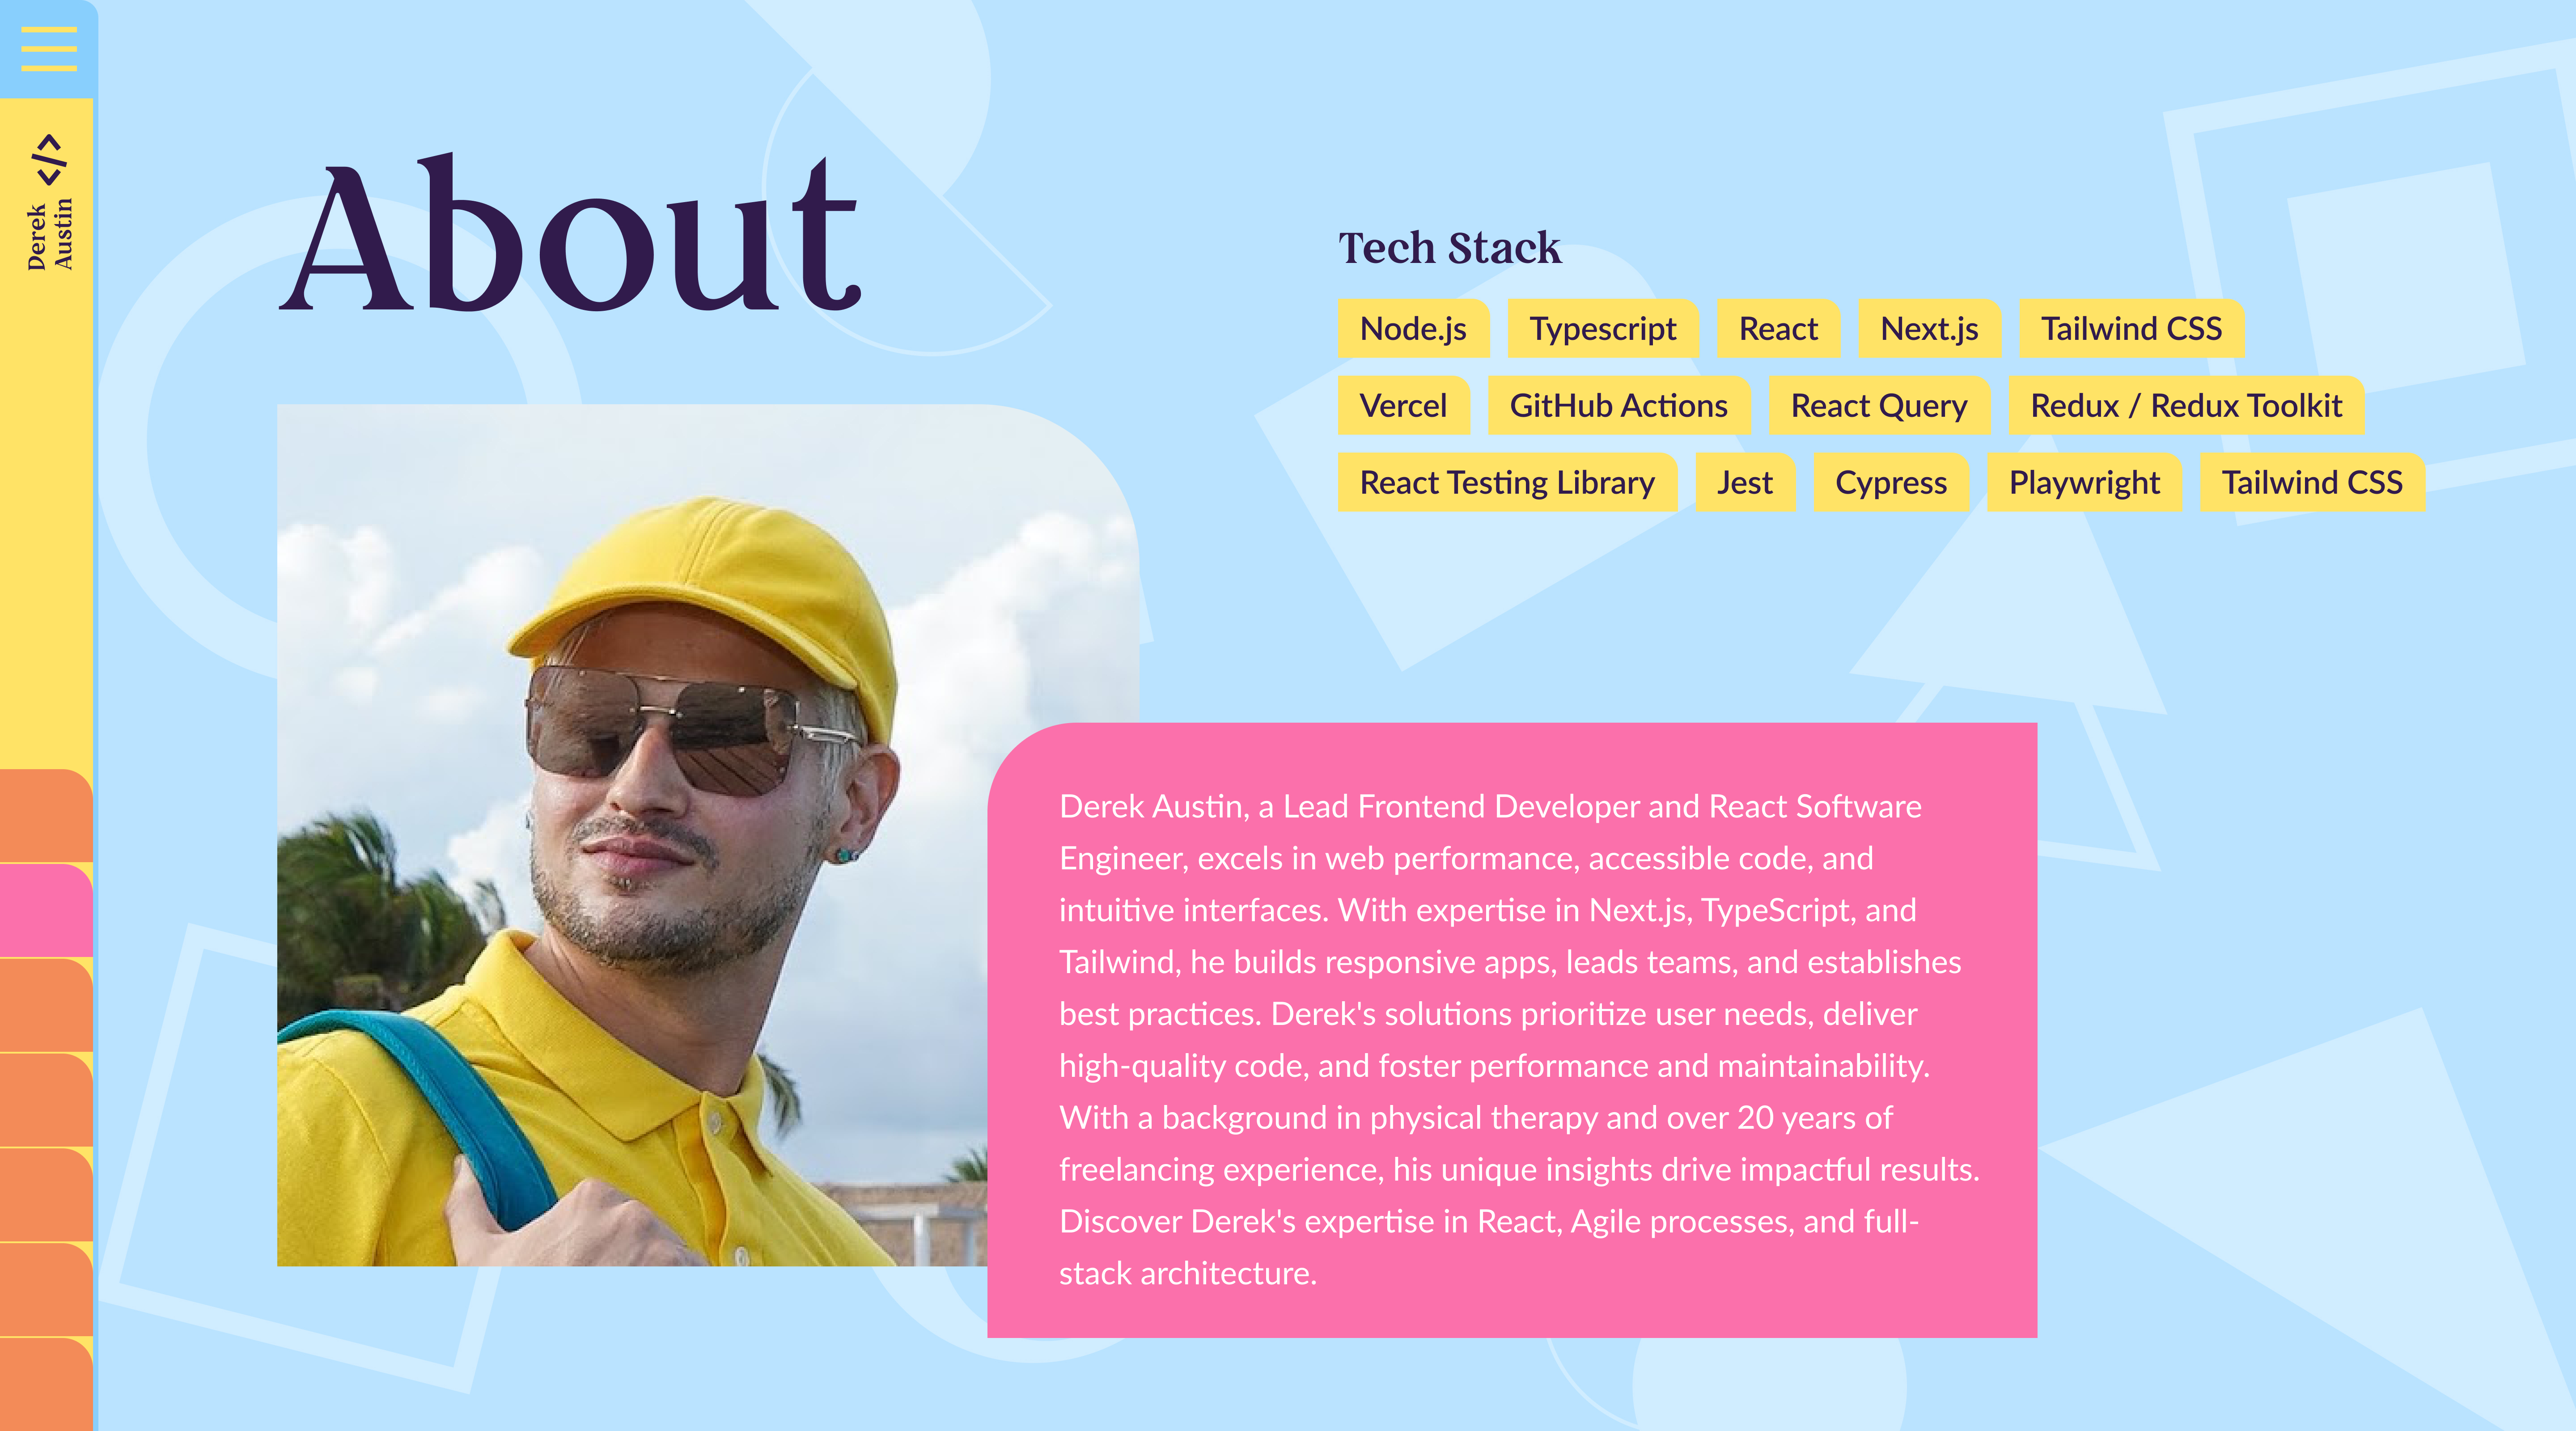 Derek
Austin
About
Tech Stack
Node.js Typescript React Next.js Tailwind CSS
Vercel GitHub Actions React Query Redux / Redux Toolkit
React Testing Library Jest Cypress Playwright Tailwind CSS
Derek Austin, a Lead Frontend Developer and React Software
Engineer, excels in web performance, accessible code, and
intuitive interfaces. With expertise in Next.js, TypeScript, and
Tailwind, he builds responsive apps, leads teams, and establishes
best practices. Derek's solutions prioritize user needs, deliver
high-quality code, and foster performance and maintainability.
With a background in physical therapy and over 20 years of
freelancing experience, his unique insights drive impactful results.
Discover Derek's expertise in React, Agile processes, and full-
stack architecture.